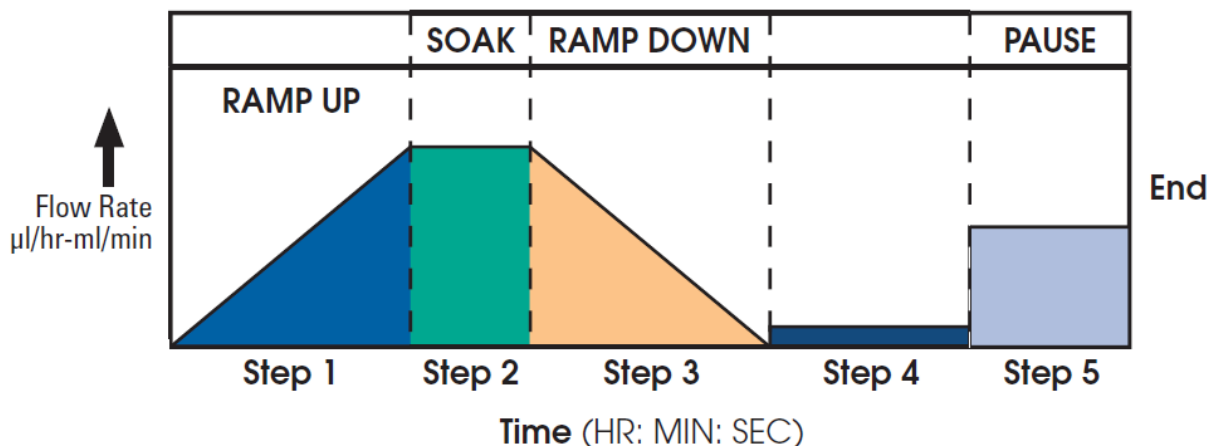 SOAK RAMP DOWN PAUSE
RAMP UP
Flow Rate
µl/hr-ml/min
End
Step 1 Step 2 Step 3 Step 4 Step 5
Time (HR: MIN: SEC)